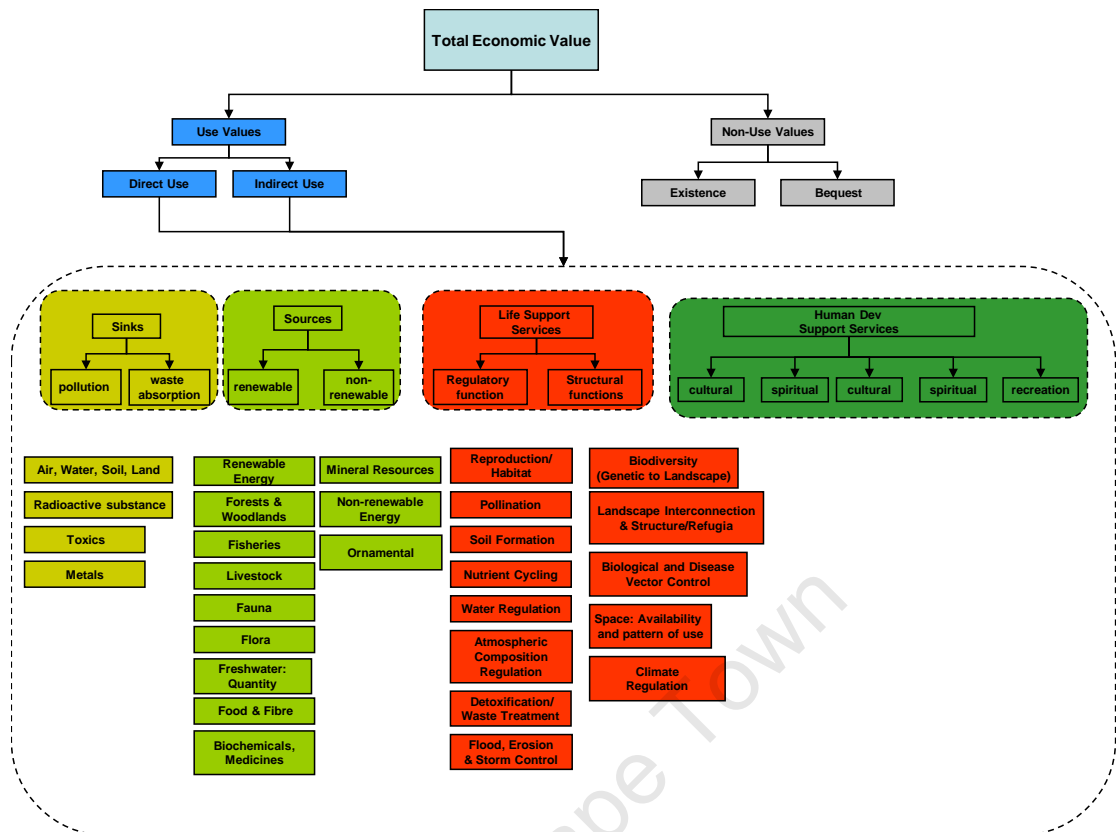 Total Economic Value
Use Values
Non-Use Values
Direct Use
Indirect Use
Existence
Bequest
Sinks
pollution
waste
absorption
Sources
renewable
non-
renewable
Life Support
Services
Regulatory
function
Structural
functions
Human Dev
Support Services
cultural
spiritual
cultural
spiritual
recreation
Air, Water, Soil, Land
Radioactive substance
Toxics
Metals
Renewable
Energy
Forests &
Woodlands
Fisheries
Livestock
Fauna
Flora
Freshwater:
Quantity
Food & Fibre
Biochemicals,
Medicines
Mineral Resources
Non-renewable
Energy
Ornamental
Reproduction/
Habitat
Pollination
Soil Formation
Nutrient Cycling
Water Regulation
Atmospheric
Composition
Regulation
Detoxification/
Waste Treatment
Flood, Erosion
& Storm Control
Biodiversity
(Genetic to Landscape)
Landscape Interconnection
& Structure/Refugia
Biological and Disease
Vector Control
Space: Availability
and pattern of use
Climate
Regulation
Town